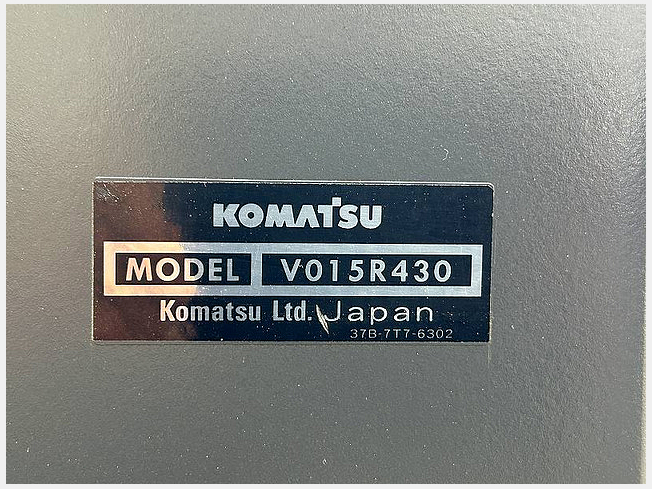 KOMATSU
MODEL V015R430
Komatsu Ltd. Japan
37B-7T7-6302